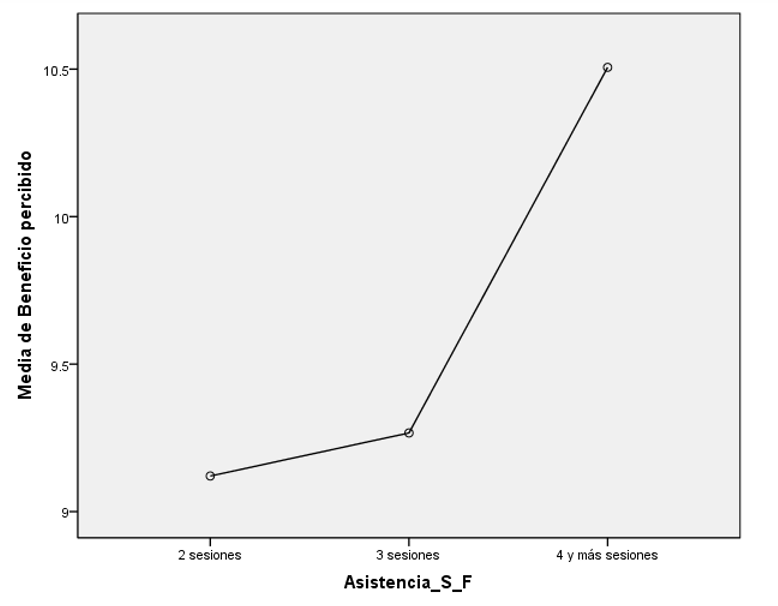 10.5
10
9.5
9
Media de Beneficio percibido
2 sesiones
3 sesiones
4 y más sesiones
Asistencia_S_F